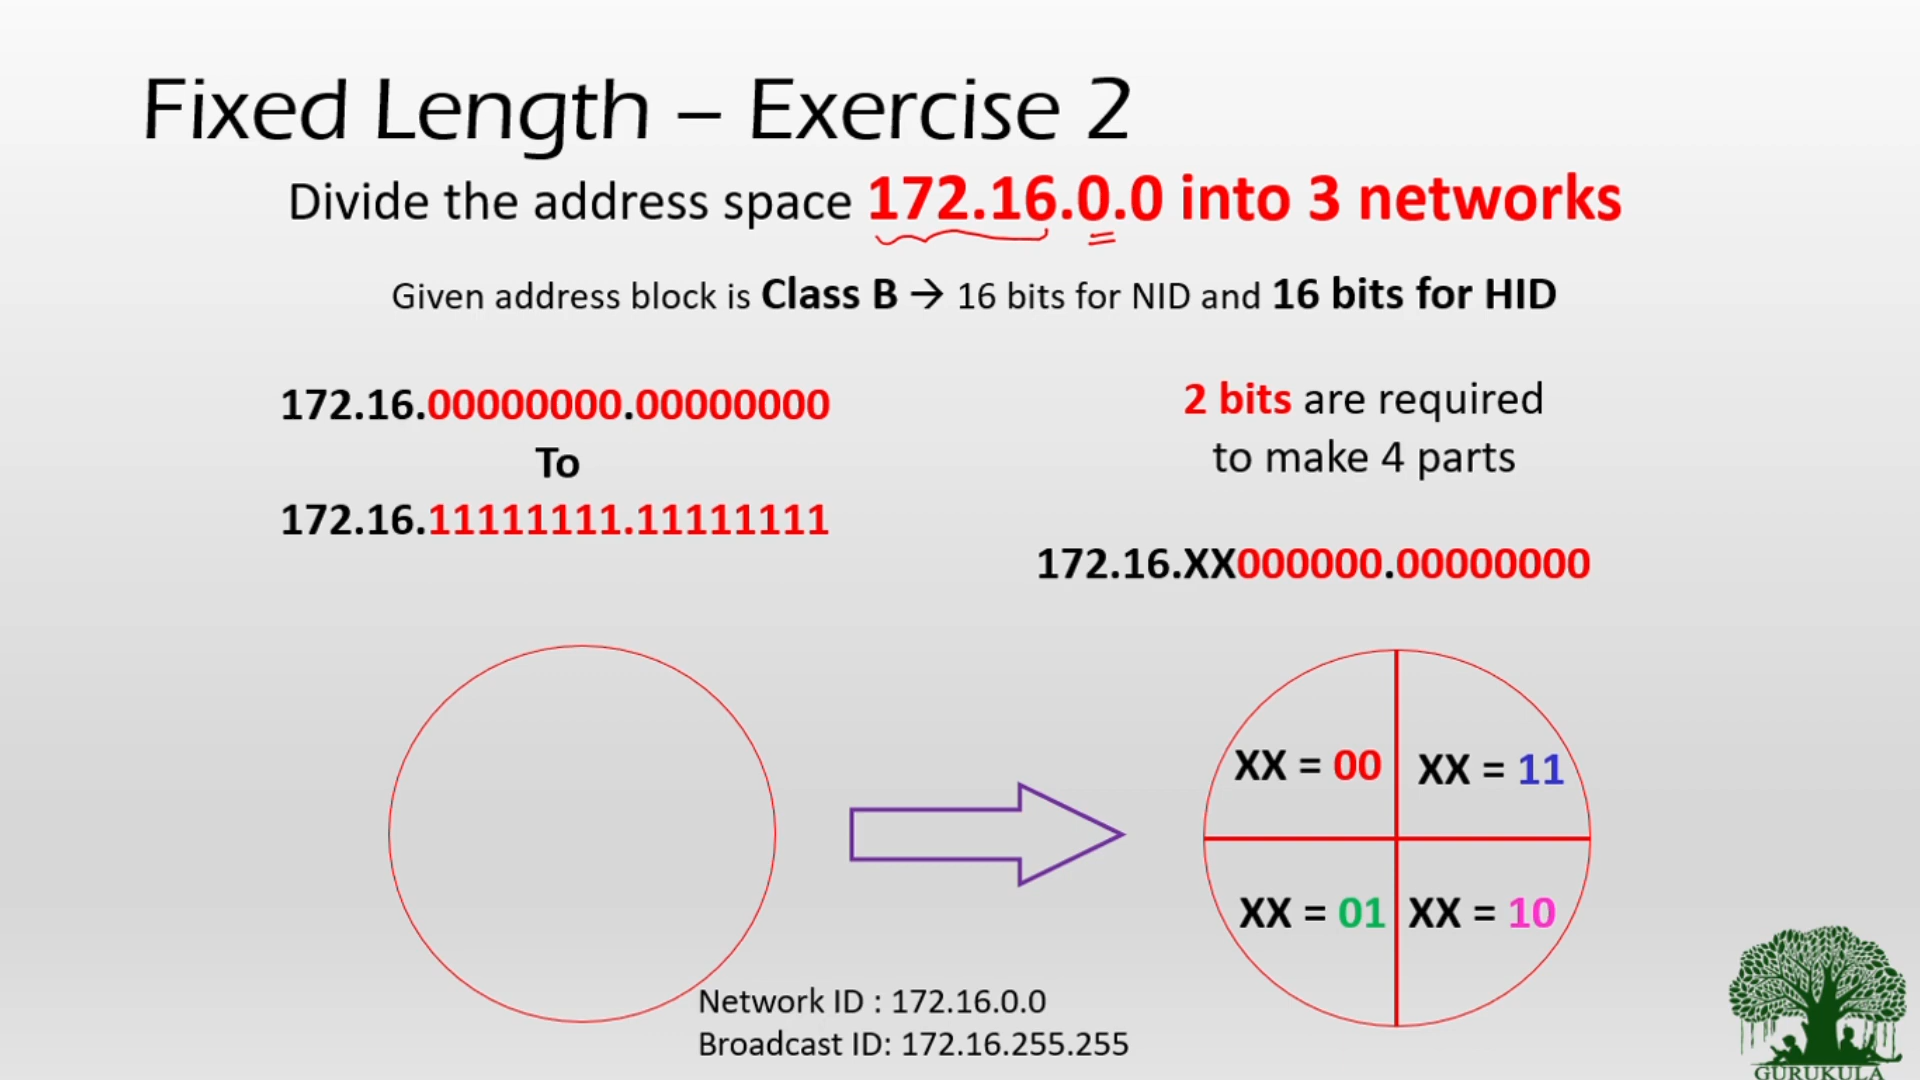 Fixed Length – Exercise 2
Divide the address space 172.16.0.0 into 3 networks
Given address block is Class B → 16 bits for NID and 16 bits for HID
172.16.00000000.00000000
To
172.16.11111111.11111111
2 bits are required
to make 4 parts
172.16.XX000000.00000000
XX = 00
XX = 11
XX = 01
XX = 10
Network ID : 172.16.0.0
Broadcast ID: 172.16.255.255
GURUKULA